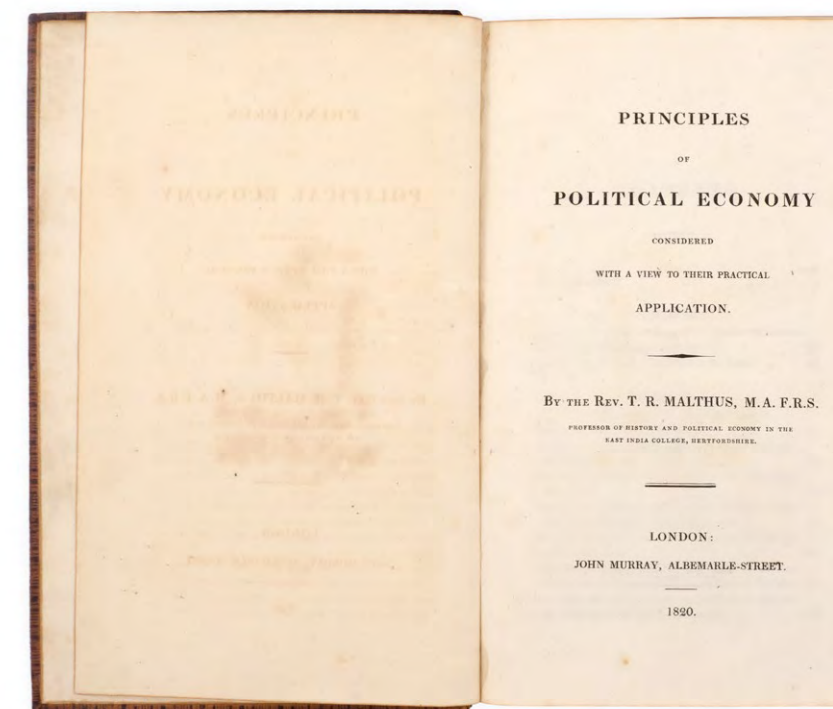 PRINCIPLES
OF
POLITICAL ECONOMY
CONSIDERED
WITH A VIEW TO THEIR PRACTICAL
APPLICATION.
BY THE REV. T. R. MALTHUS, M.A. F.R.S.
PROFESSOR OF HISTORY AND POLITICAL ECONOMY IN THE
EAST INDIA COLLEGE, HERTFORDSHIRE.
LONDON:
JOHN MURRAY, ALBEMARLE-STREET.
1820.